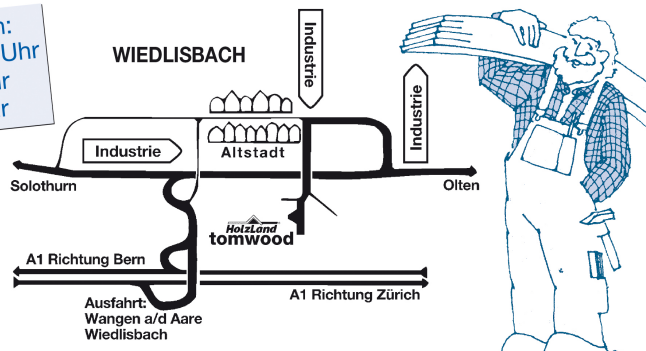 n:
Uhr
r
r
WIEDLISBACH
Industrie
Industrie
Industrie
Altstadt
Solothurn
Olten
HolzLand
tomwood
A1 Richtung Bern
A1 Richtung Zürich
Ausfahrt:
Wangen a/d Aare
Wiedlisbach